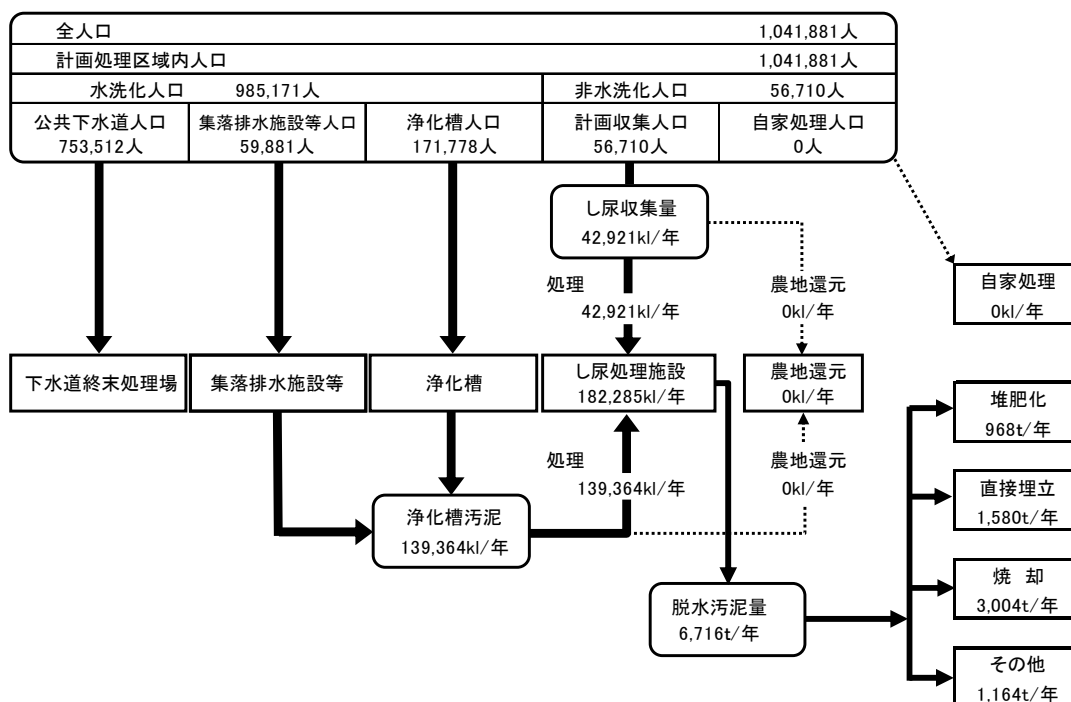 全人口 1,041,881人
計画処理区域内人口 1,041,881人
水洗化人口 985,171人 非水洗化人口 56,710人
公共下水道人口 集落排水施設等人口 浄化槽人口 計画収集人口 自家処理人口
753,512人 59,881人 171,778人 56,710人 0人
し尿収集量
42,921kl/年
処理 農地還元 自家処理
42,921kl/年 0kl/年 0kl/年
下水道終末処理場 集落排水施設等 浄化槽 し尿処理施設 農地還元
182,285kl/年 0kl/年
堆肥化
968t/年
処理 農地還元
139,364kl/年 0kl/年
直接埋立
1,580t/年
浄化槽汚泥
139,364kl/年
焼 却
3,004t/年
脱水汚泥量
6,716t/年
その他
1,164t/年